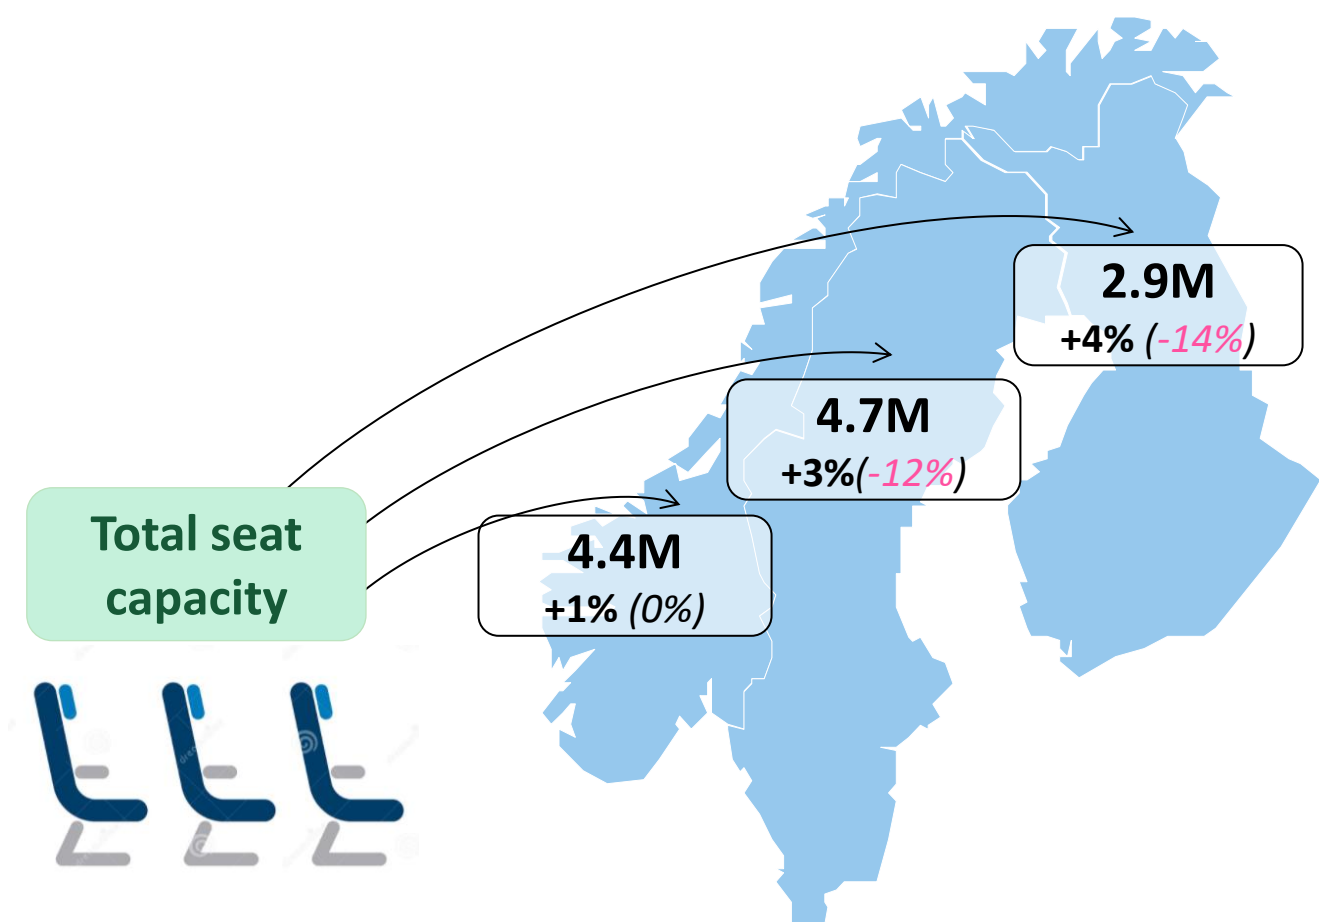 2.9M
+4% (-14%)
4.7M
+3%(-12%)
Total seat
capacity
4.4M
+1% (0%)